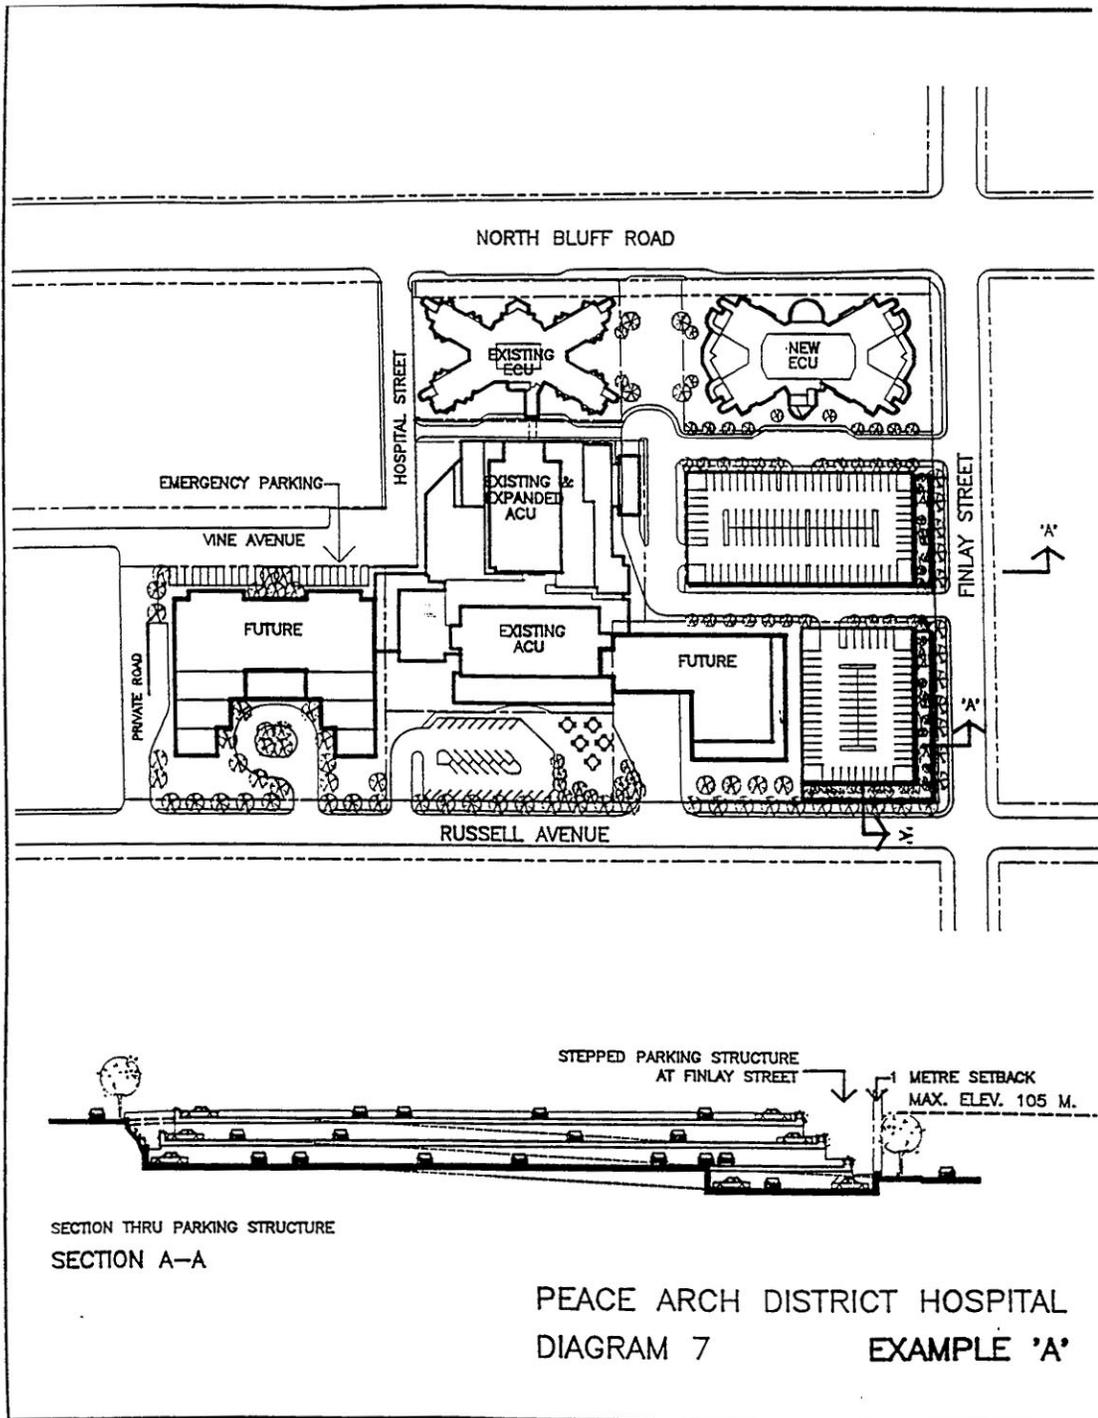 NORTH BLUFF ROAD
HOSPITAL STREET
EXISTING
ECU
NEW
ECU
EMERGENCY PARKING
EXISTING &
EXPANDED
ACU
FINLAY STREET
'A'
VINE AVENUE
PRIVATE ROAD
FUTURE
EXISTING
ACU
FUTURE
'A'
RUSSELL AVENUE
'A'
STEPPED PARKING STRUCTURE
AT FINLAY STREET
1 METRE SETBACK
MAX. ELEV. 105 M.
SECTION THRU PARKING STRUCTURE
SECTION A-A
PEACE ARCH DISTRICT HOSPITAL
DIAGRAM 7 EXAMPLE 'A'